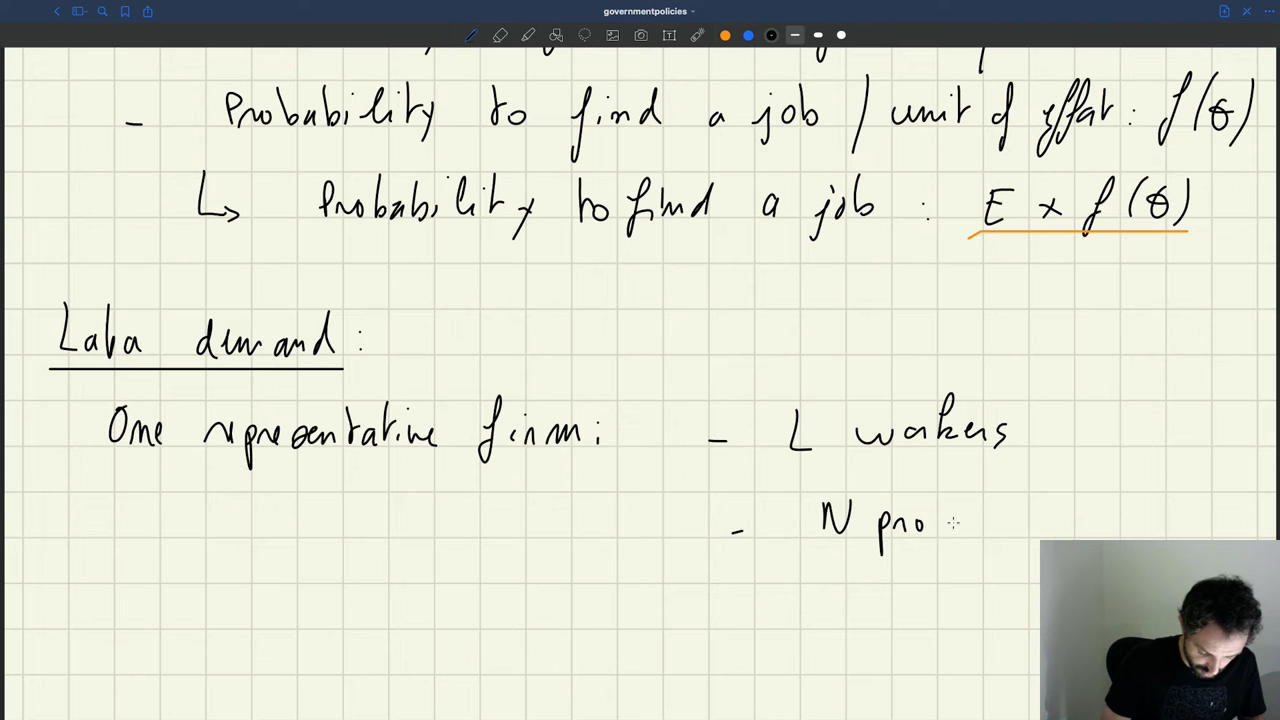 governmentpolicies
- Probability to find a job / unit of effort : f(θ)
↳ Probability to find a job : E × f(θ)
Labor demand :
One representative firm : - L workers
- N pro